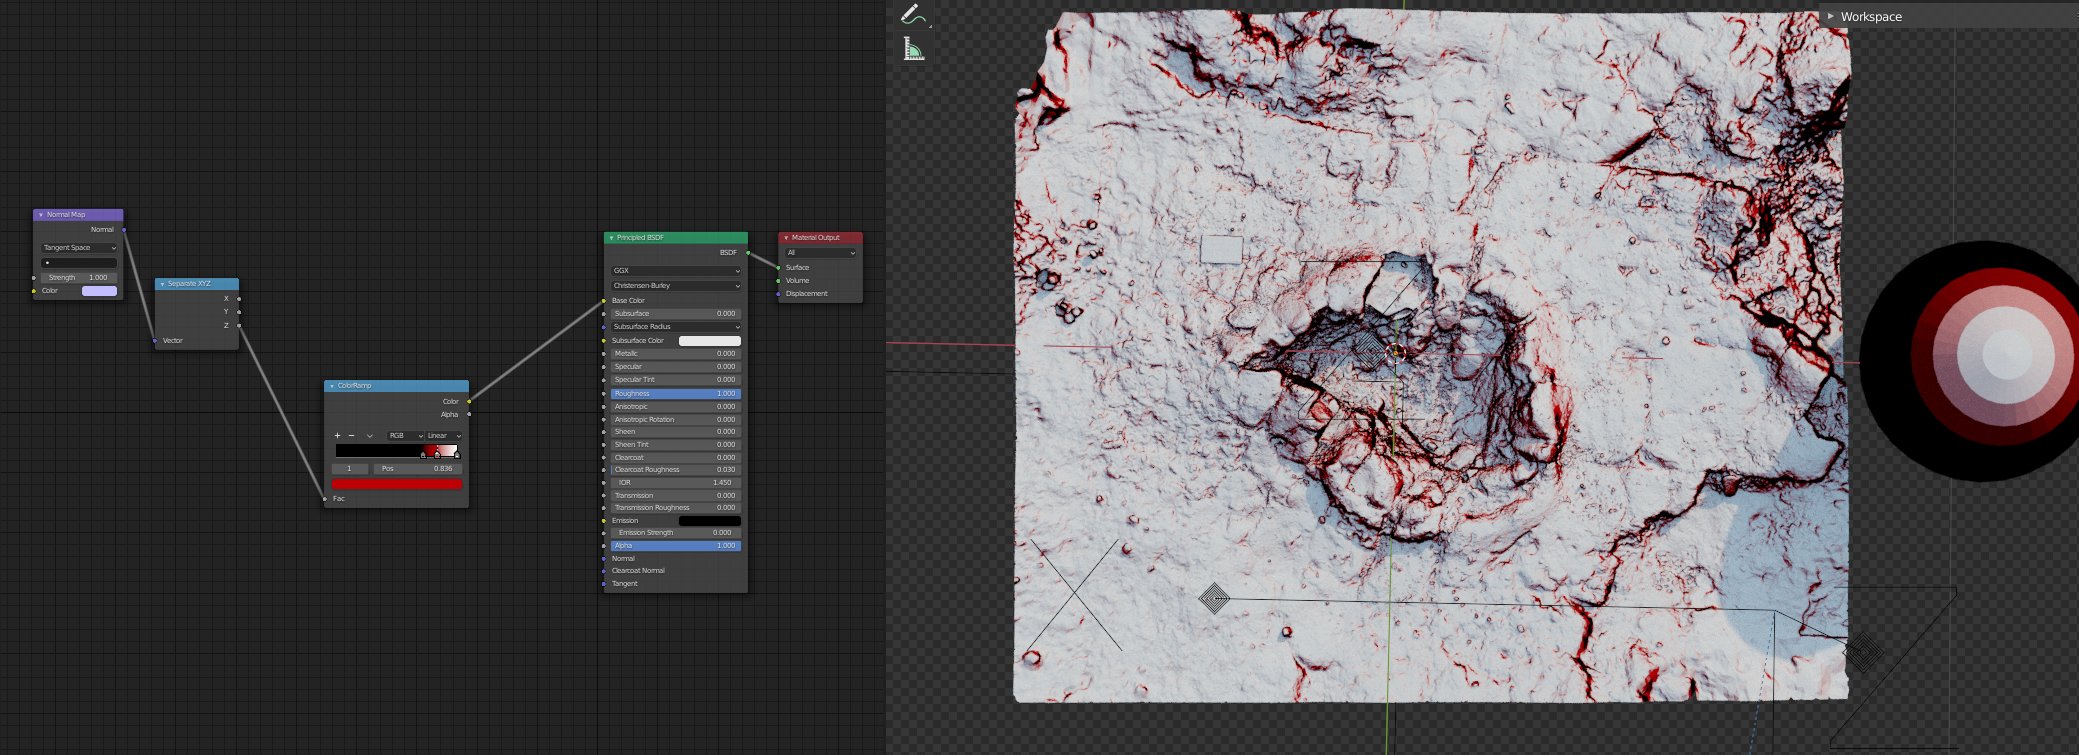 Normal Map
Normal
Tangent Space
Strength 1.000
Color
Separate XYZ
X
Y
Z
Vector
ColorRamp
Color
Alpha
+ − RGB Linear
1 Pos 0.836
Fac
Principled BSDF
BSDF
GGX
Christensen-Burley
Base Color
Subsurface 0.000
Subsurface Radius
Subsurface Color
Metallic 0.000
Specular 0.000
Specular Tint 0.000
Roughness 1.000
Anisotropic 0.000
Anisotropic Rotation 0.000
Sheen 0.000
Sheen Tint 0.000
Clearcoat 0.000
Clearcoat Roughness 0.030
IOR 1.450
Transmission 0.000
Transmission Roughness 0.000
Emission
Emission Strength 0.000
Alpha 1.000
Normal
Clearcoat Normal
Tangent
Material Output
All
Surface
Volume
Displacement
Workspace